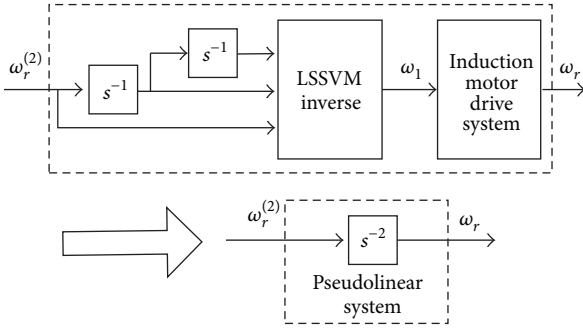 ω_r^{(2)}
s^{-1}
s^{-1}
LSSVM
inverse
ω_1
Induction
motor
drive
system
ω_r
ω_r^{(2)}
s^{-2}
ω_r
Pseudolinear
system